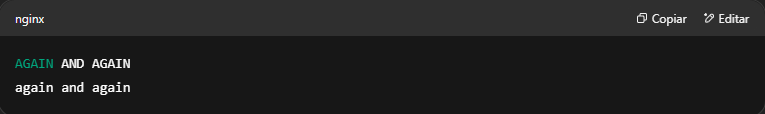 nginx
Copiar
Editar
AGAIN AND AGAIN
again and again